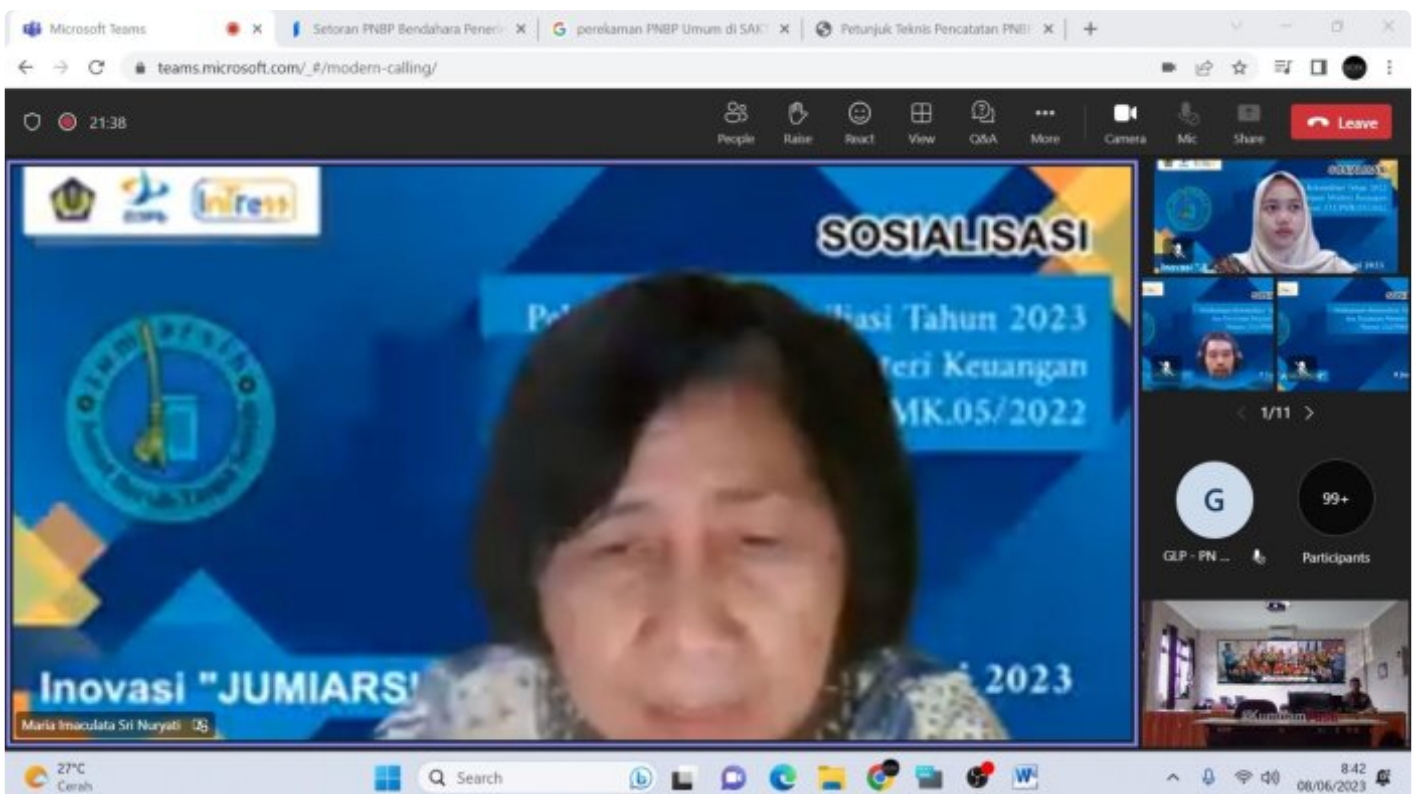 Microsoft Teams
Setoran PNBP Bendahara Peneri
perekaman PNBP Umum di SAKT
Petunjuk Teknis Pencatatan PNBP
teams.microsoft.com/_#/modern-calling/
21:38
People
Raise
React
View
Q&A
More
Camera
Mic
Share
Leave
InTress
SOSIALISASI
iliasi Tahun 2023
teri Keuangan
MK.05/2022
Inovasi "JUMIARS
i 2023
Maria Imaculata Sri Nuryati
SOSIALISASI
1/11
G
99+
GLP - PN ...
Participants
27°C
Cerah
Search
8:42
08/06/2023